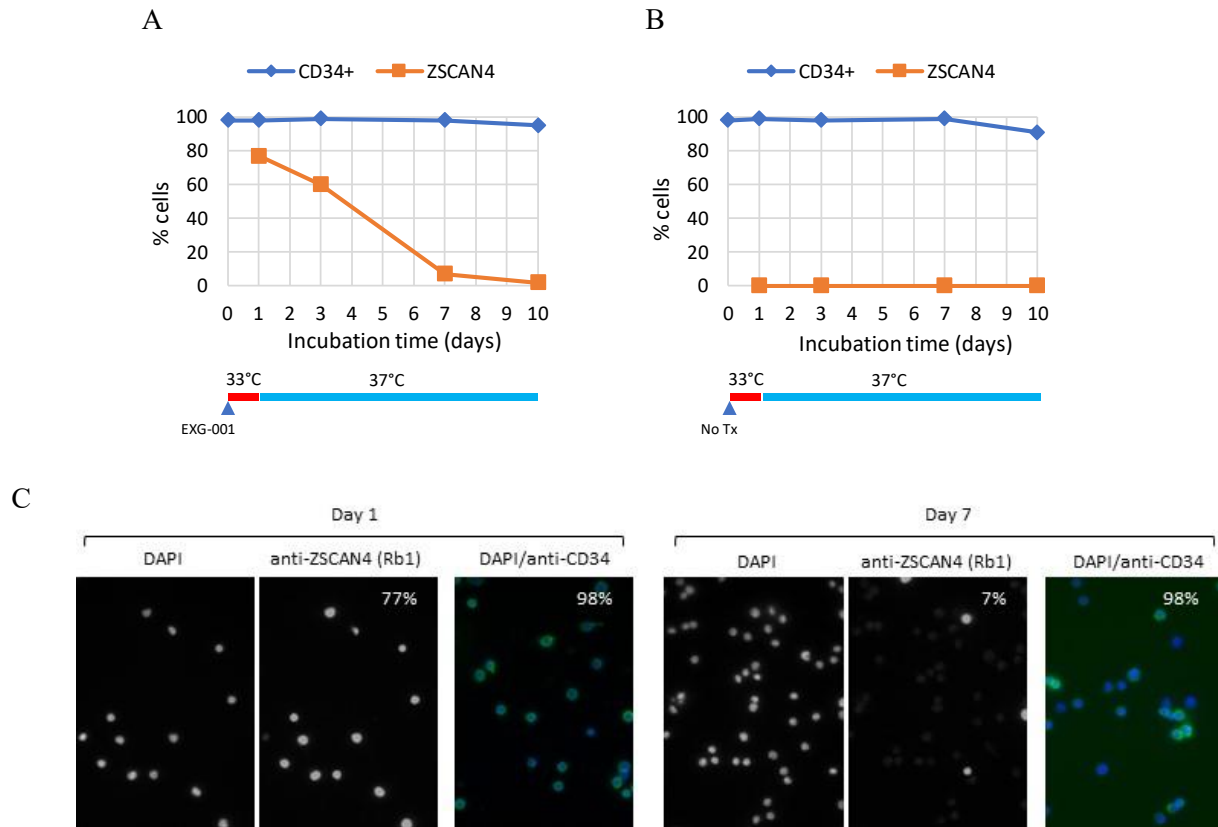 A
B
CD34+ ZSCAN4
CD34+ ZSCAN4
% cells
100
80
60
40
20
0
0 1 2 3 4 5 6 7 8 9 10
Incubation time (days)
33°C 37°C
EXG-001
% cells
100
80
60
40
20
0
0 1 2 3 4 5 6 7 8 9 10
Incubation time (days)
33°C 37°C
No Tx
C
Day 1
DAPI anti-ZSCAN4 (Rb1) DAPI/anti-CD34
77% 98%
Day 7
DAPI anti-ZSCAN4 (Rb1) DAPI/anti-CD34
7% 98%